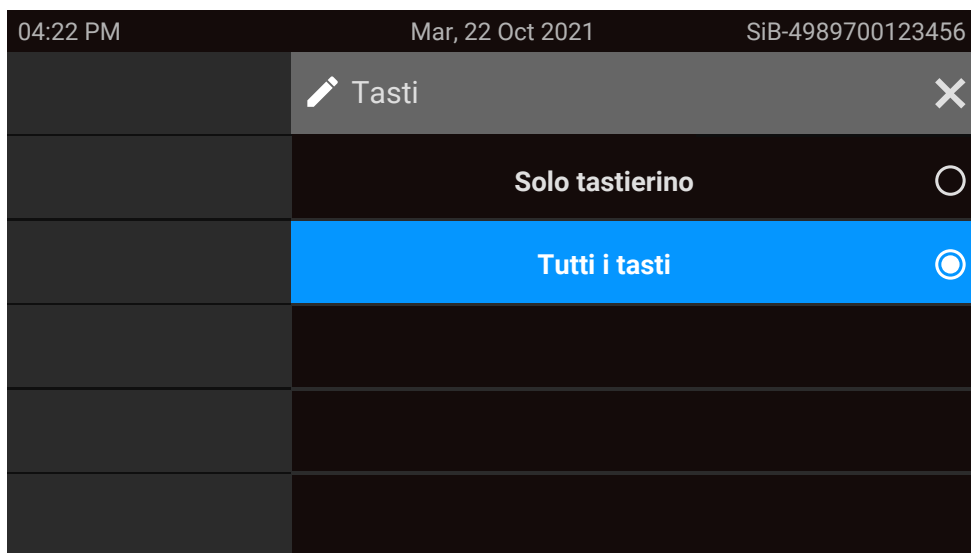 04:22 PM Mar, 22 Oct 2021 SiB-4989700123456
Tasti
Solo tastierino
Tutti i tasti